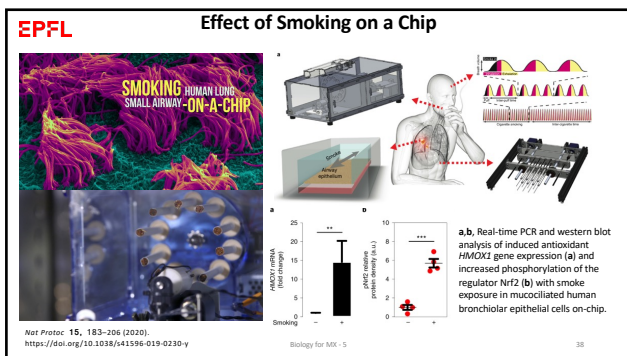 EPFL
Effect of Smoking on a Chip
SMOKING HUMAN LUNG
SMALL AIRWAY -ON-A-CHIP
a
Smoke
Airway
epithelium
a
HMOX1 mRNA
(fold change)
25
20
15
10
5
0
**
Smoking
–
+
b
pNrf2 relative
protein density (a.u.)
8
6
4
2
0
***
–
+
a,b, Real-time PCR and western blot
analysis of induced antioxidant
HMOX1 gene expression (a) and
increased phosphorylation of the
regulator Nrf2 (b) with smoke
exposure in mucociliated human
bronchiolar epithelial cells on-chip.
Nat Protoc 15, 183–206 (2020).
https://doi.org/10.1038/s41596-019-0230-y
Biology for MX - 5
38